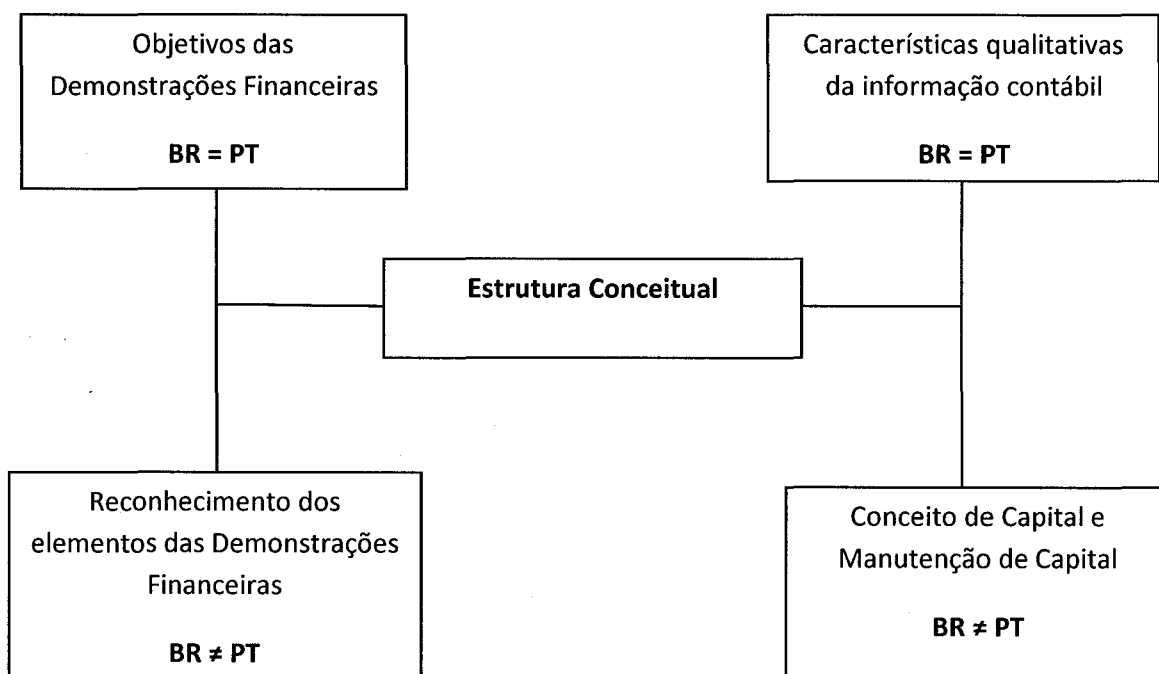 Objetivos das
Demonstrações Financeiras
BR = PT
Características qualitativas
da informação contábil
BR = PT
Estrutura Conceitual
Reconhecimento dos
elementos das Demonstrações
Financeiras
BR ≠ PT
Conceito de Capital e
Manutenção de Capital
BR ≠ PT